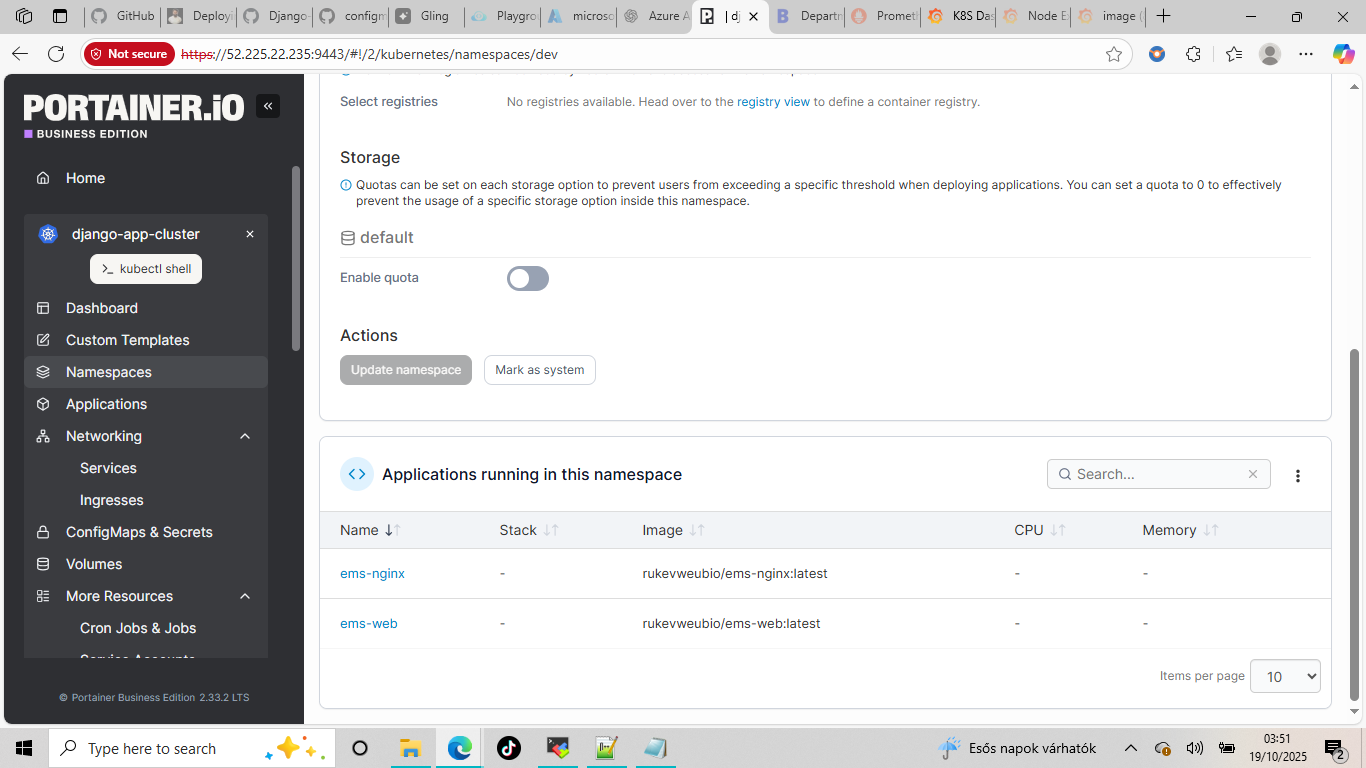 GitHub
Deployi
Django-
configm
Gling
Playgro
microso
Azure A
| dj
Departm
Prometh
K8S Das
Node E
image (
Not secure
https://52.225.22.235:9443/#!/2/kubernetes/namespaces/dev
PORTAINER.iO
BUSINESS EDITION
Home
django-app-cluster
kubectl shell
Dashboard
Custom Templates
Namespaces
Applications
Networking
Services
Ingresses
ConfigMaps & Secrets
Volumes
More Resources
Cron Jobs & Jobs
Service Accounts
© Portainer Business Edition 2.33.2 LTS
Select registries
No registries available. Head over to the registry view to define a container registry.
Storage
Quotas can be set on each storage option to prevent users from exceeding a specific threshold when deploying applications. You can set a quota to 0 to effectively
prevent the usage of a specific storage option inside this namespace.
default
Enable quota
Actions
Update namespace
Mark as system
Applications running in this namespace
Search...
Name
Stack
Image
CPU
Memory
ems-nginx - rukevweubio/ems-nginx:latest - -
ems-web - rukevweubio/ems-web:latest - -
Items per page 10
Type here to search
Esős napok várhatók
03:51
19/10/2025
2